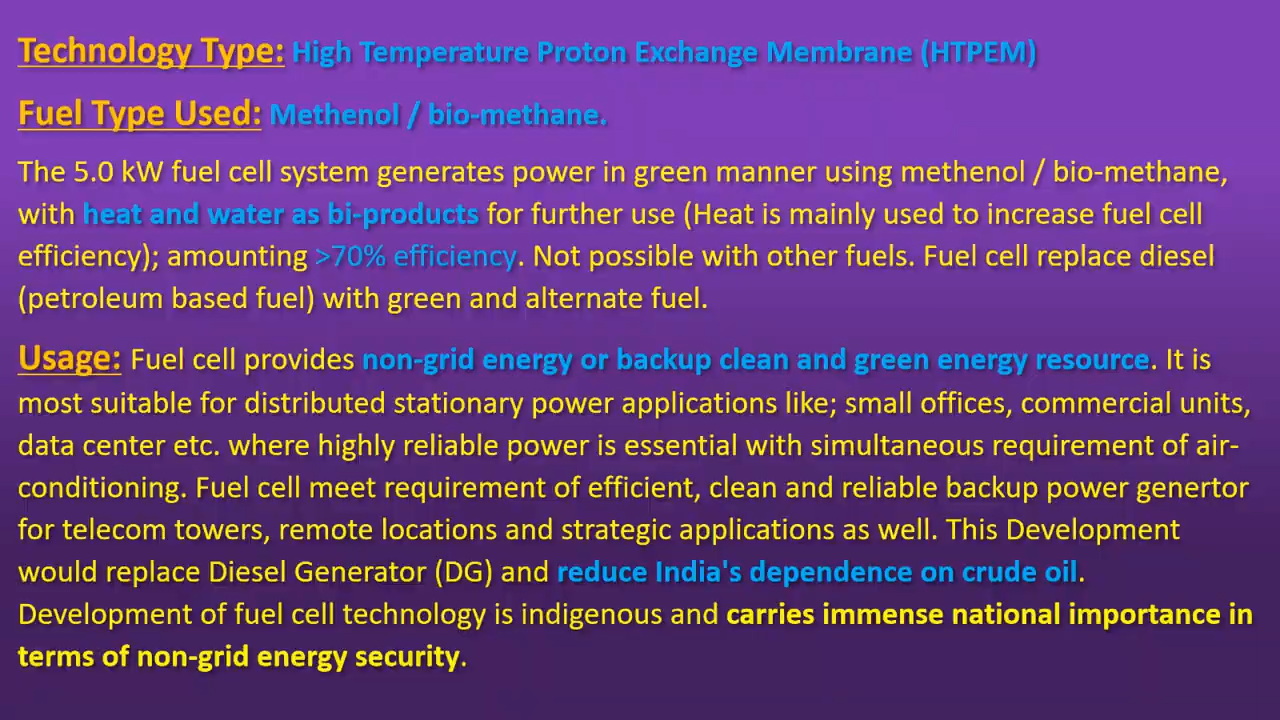 Technology Type: High Temperature Proton Exchange Membrane (HTPEM)
Fuel Type Used: Methenol / bio-methane.
The 5.0 kW fuel cell system generates power in green manner using methenol / bio-methane,
with heat and water as bi-products for further use (Heat is mainly used to increase fuel cell
efficiency); amounting >70% efficiency. Not possible with other fuels. Fuel cell replace diesel
(petroleum based fuel) with green and alternate fuel.
Usage: Fuel cell provides non-grid energy or backup clean and green energy resource. It is
most suitable for distributed stationary power applications like; small offices, commercial units,
data center etc. where highly reliable power is essential with simultaneous requirement of air-
conditioning. Fuel cell meet requirement of efficient, clean and reliable backup power genertor
for telecom towers, remote locations and strategic applications as well. This Development
would replace Diesel Generator (DG) and reduce India's dependence on crude oil.
Development of fuel cell technology is indigenous and carries immense national importance in
terms of non-grid energy security.